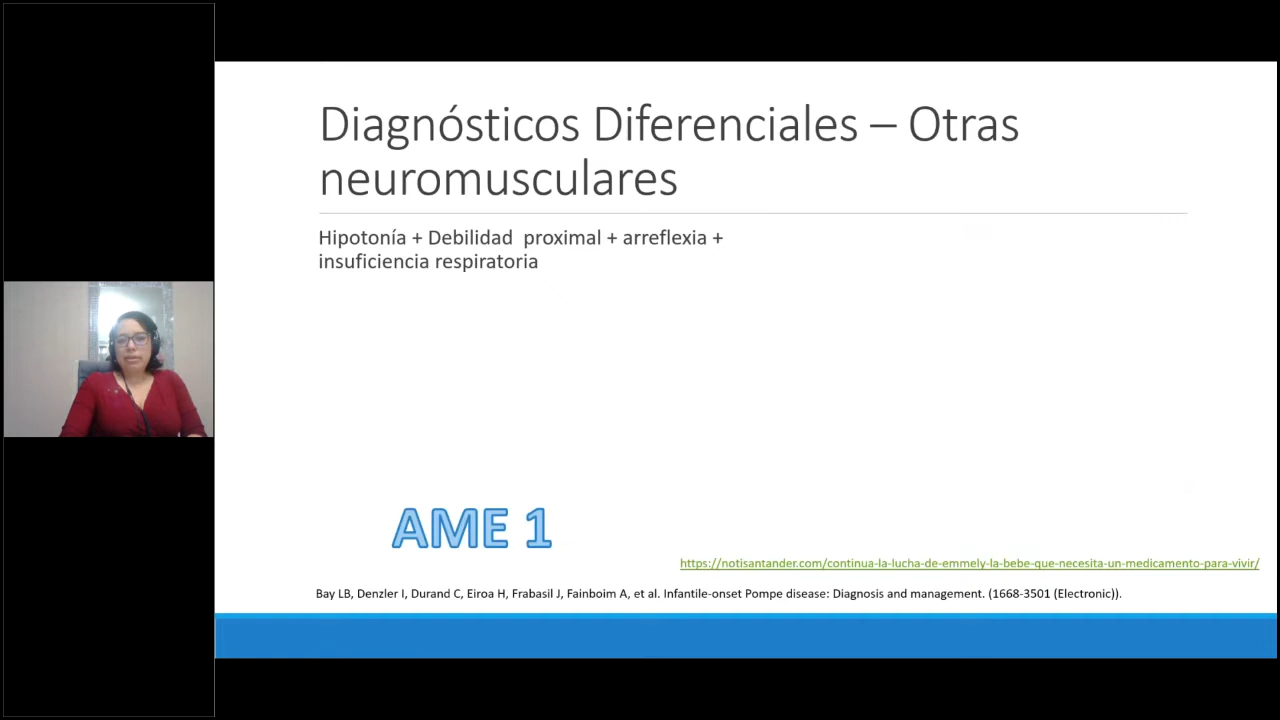 Diagnósticos Diferenciales – Otras
neuromusculares
Hipotonía + Debilidad proximal + arreflexia +
insuficiencia respiratoria
AME 1
https://notisantander.com/continua-la-lucha-de-emmely-la-bebe-que-necesita-un-medicamento-para-vivir/
Bay LB, Denzler I, Durand C, Eiroa H, Frabasil J, Fainboim A, et al. Infantile-onset Pompe disease: Diagnosis and management. (1668-3501 (Electronic)).